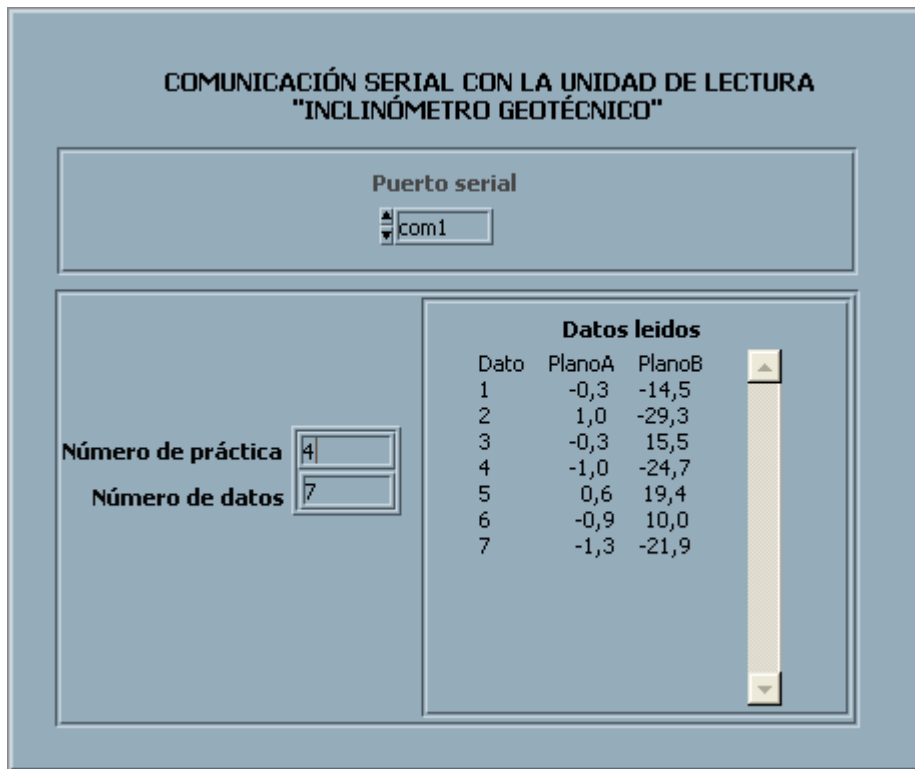 COMUNICACIÓN SERIAL CON LA UNIDAD DE LECTURA
"INCLINÓMETRO GEOTÉCNICO"
Puerto serial
com1
Número de práctica 4
Número de datos 7
Datos leidos
Dato PlanoA PlanoB
1 -0,3 -14,5
2 1,0 -29,3
3 -0,3 15,5
4 -1,0 -24,7
5 0,6 19,4
6 -0,9 10,0
7 -1,3 -21,9